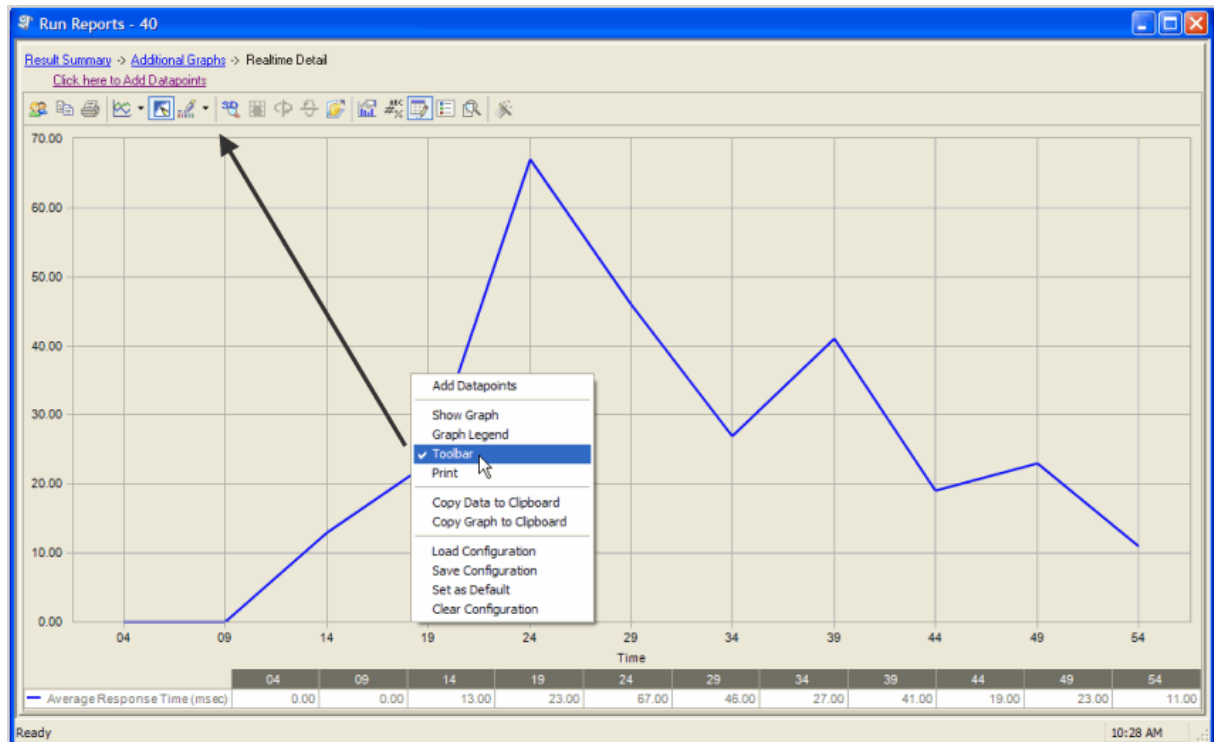 Run Reports - 40
Result Summary -> Additional Graphs -> Realtime Detail
Click here to Add Datapoints
3D
ABC
#%
70.00
60.00
50.00
40.00
30.00
20.00
10.00
0.00
Add Datapoints
Show Graph
Graph Legend
Toolbar
Print
Copy Data to Clipboard
Copy Graph to Clipboard
Load Configuration
Save Configuration
Set as Default
Clear Configuration
04 09 14 19 24 29 34 39 44 49 54
Time
04 09 14 19 24 29 34 39 44 49 54
Average Response Time (msec) 0.00 0.00 13.00 23.00 67.00 46.00 27.00 41.00 19.00 23.00 11.00
Ready 10:28 AM